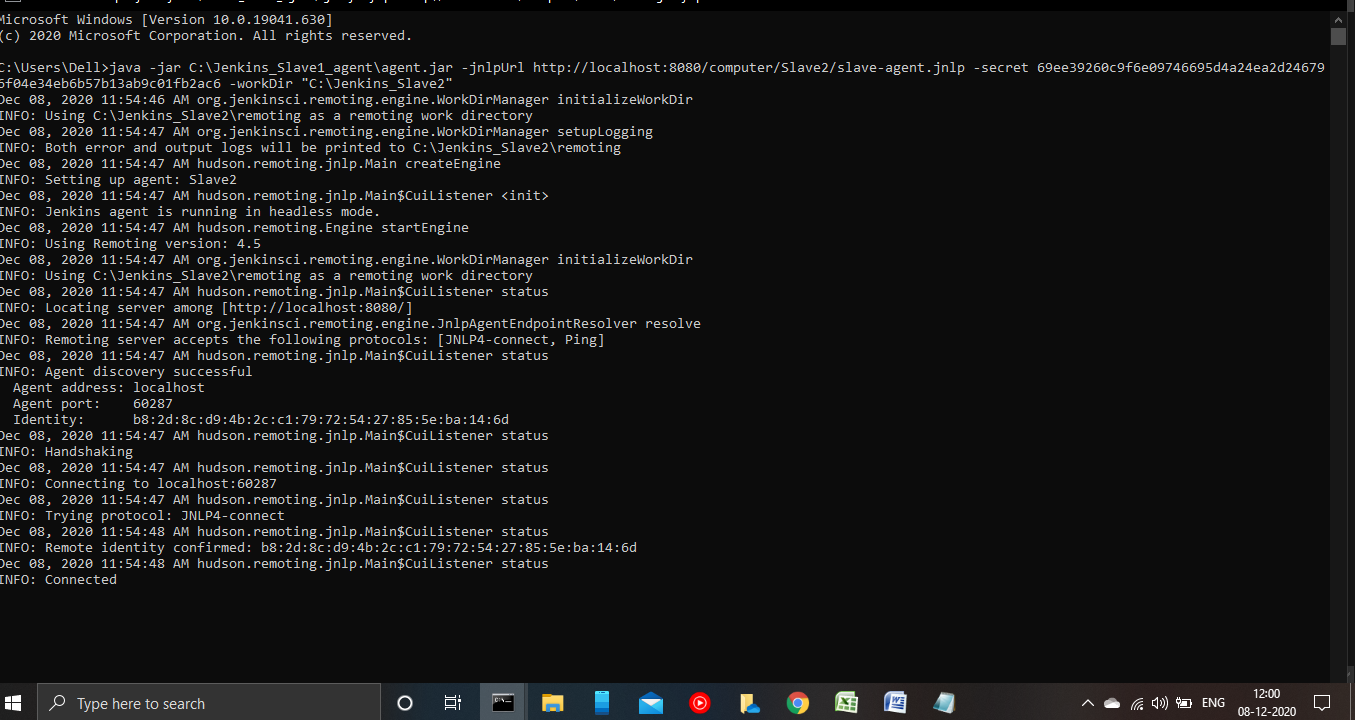 Microsoft Windows [Version 10.0.19041.630]
(c) 2020 Microsoft Corporation. All rights reserved.
C:\Users\Dell>java -jar C:\Jenkins_Slave1_agent\agent.jar -jnlpUrl http://localhost:8080/computer/Slave2/slave-agent.jnlp -secret 69ee39260c9f6e09746695d4a24ea2d24679
6f04e34eb6b57b13ab9c01fb2ac6 -workDir "C:\Jenkins_Slave2"
Dec 08, 2020 11:54:46 AM org.jenkinsci.remoting.engine.WorkDirManager initializeWorkDir
INFO: Using C:\Jenkins_Slave2\remoting as a remoting work directory
Dec 08, 2020 11:54:47 AM org.jenkinsci.remoting.engine.WorkDirManager setupLogging
INFO: Both error and output logs will be printed to C:\Jenkins_Slave2\remoting
Dec 08, 2020 11:54:47 AM hudson.remoting.jnlp.Main createEngine
INFO: Setting up agent: Slave2
Dec 08, 2020 11:54:47 AM hudson.remoting.jnlp.Main$CuiListener <init>
INFO: Jenkins agent is running in headless mode.
Dec 08, 2020 11:54:47 AM hudson.remoting.Engine startEngine
INFO: Using Remoting version: 4.5
Dec 08, 2020 11:54:47 AM org.jenkinsci.remoting.engine.WorkDirManager initializeWorkDir
INFO: Using C:\Jenkins_Slave2\remoting as a remoting work directory
Dec 08, 2020 11:54:47 AM hudson.remoting.jnlp.Main$CuiListener status
INFO: Locating server among [http://localhost:8080/]
Dec 08, 2020 11:54:47 AM org.jenkinsci.remoting.engine.JnlpAgentEndpointResolver resolve
INFO: Remoting server accepts the following protocols: [JNLP4-connect, Ping]
Dec 08, 2020 11:54:47 AM hudson.remoting.jnlp.Main$CuiListener status
INFO: Agent discovery successful
Agent address: localhost
Agent port: 60287
Identity: b8:2d:8c:d9:4b:2c:c1:79:72:54:27:85:5e:ba:14:6d
Dec 08, 2020 11:54:47 AM hudson.remoting.jnlp.Main$CuiListener status
INFO: Handshaking
Dec 08, 2020 11:54:47 AM hudson.remoting.jnlp.Main$CuiListener status
INFO: Connecting to localhost:60287
Dec 08, 2020 11:54:47 AM hudson.remoting.jnlp.Main$CuiListener status
INFO: Trying protocol: JNLP4-connect
Dec 08, 2020 11:54:48 AM hudson.remoting.jnlp.Main$CuiListener status
INFO: Remote identity confirmed: b8:2d:8c:d9:4b:2c:c1:79:72:54:27:85:5e:ba:14:6d
Dec 08, 2020 11:54:48 AM hudson.remoting.jnlp.Main$CuiListener status
INFO: Connected
Type here to search
ENG
12:00
08-12-2020